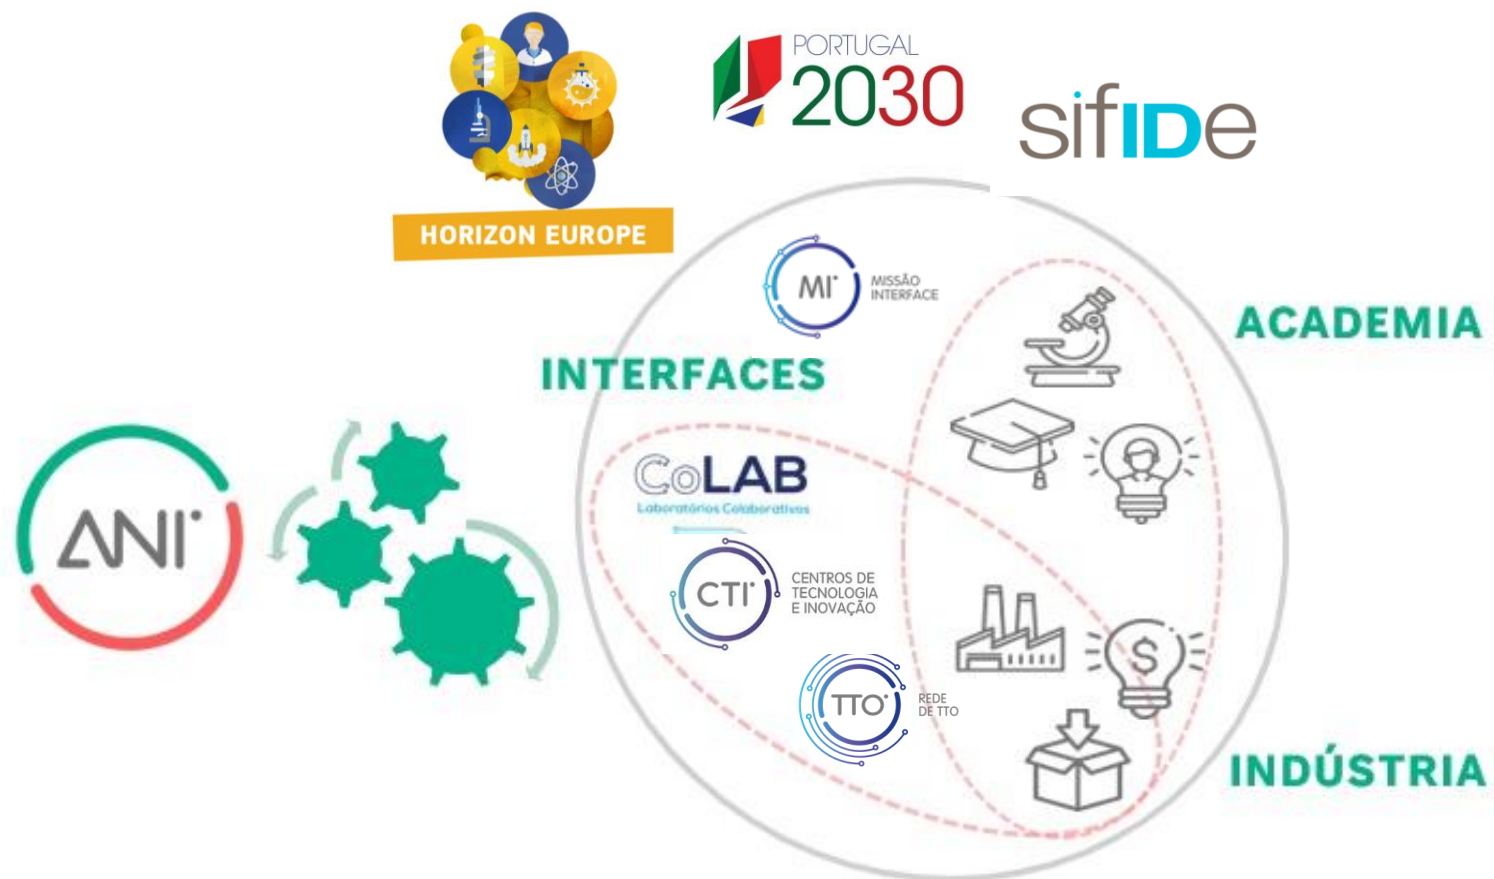 PORTUGAL
2030
sifIDe
HORIZON EUROPE
MI
MISSÃO
INTERFACE
ACADEMIA
INTERFACES
CoLAB
Laboratórios Colaborativos
ANI
CTI
CENTROS DE
TECNOLOGIA
E INOVAÇÃO
$
TTO
REDE
DE TTO
INDÚSTRIA